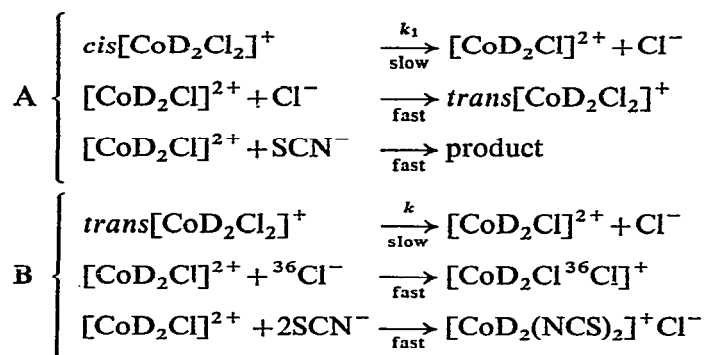 A
cis[CoD₂Cl₂]⁺ —k₁/slow→ [CoD₂Cl]²⁺ + Cl⁻
[CoD₂Cl]²⁺ + Cl⁻ —fast→ trans[CoD₂Cl₂]⁺
[CoD₂Cl]²⁺ + SCN⁻ —fast→ product
B
trans[CoD₂Cl₂]⁺ —k/slow→ [CoD₂Cl]²⁺ + Cl⁻
[CoD₂Cl]²⁺ + ³⁶Cl⁻ —fast→ [CoD₂Cl³⁶Cl]⁺
[CoD₂Cl]²⁺ + 2SCN⁻ —fast→ [CoD₂(NCS)₂]⁺Cl⁻